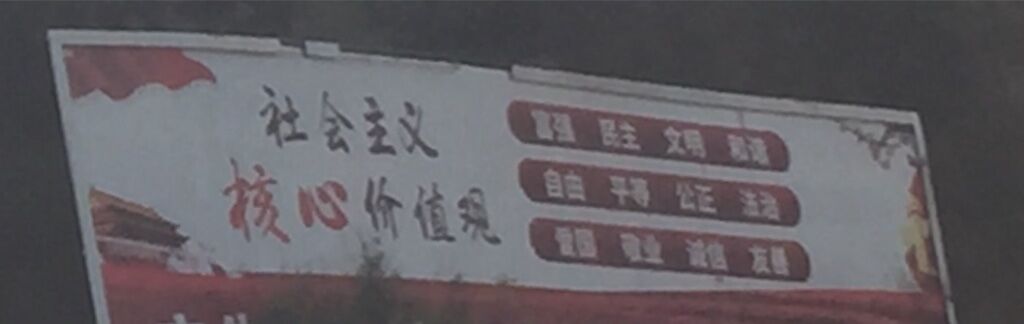 社会主义
核心价值观
富强 民主 文明 和谐
自由 平等 公正 法治
爱国 敬业 诚信 友善